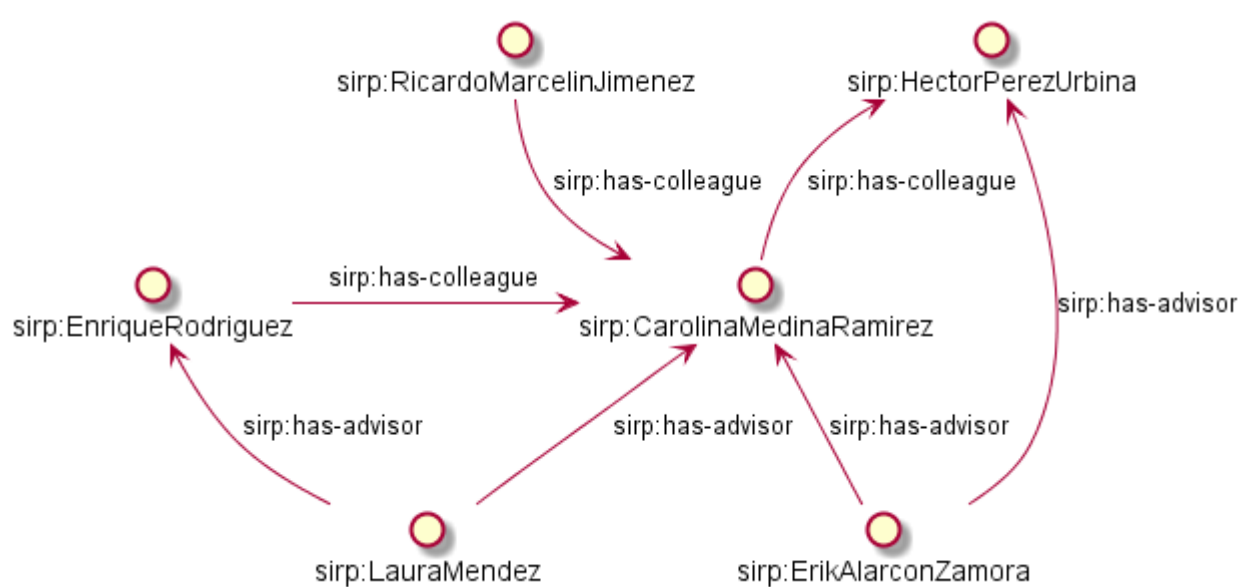 sirp:RicardoMarcelinJimenez
sirp:HectorPerezUrbina
sirp:has-colleague
sirp:has-colleague
sirp:has-colleague
sirp:has-advisor
sirp:EnriqueRodriguez
sirp:CarolinaMedinaRamirez
sirp:has-advisor
sirp:has-advisor
sirp:has-advisor
sirp:LauraMendez
sirp:ErikAlarconZamora